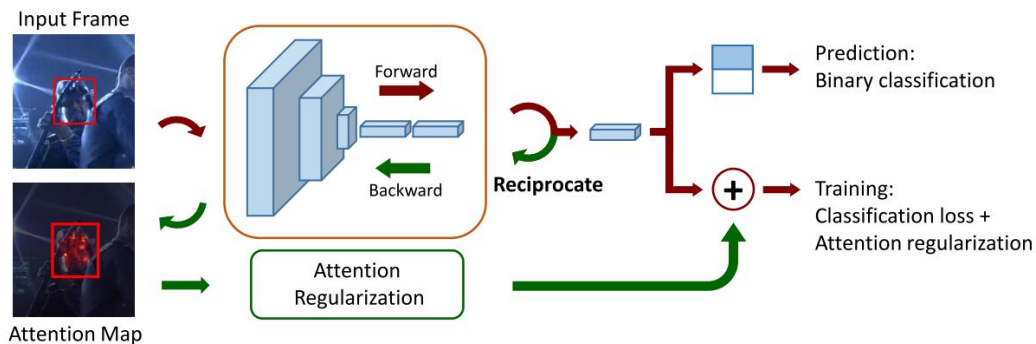 Input Frame
Forward
Backward
Reciprocate
Prediction:
Binary classification
+
Training:
Classification loss +
Attention regularization
Attention
Regularization
Attention Map